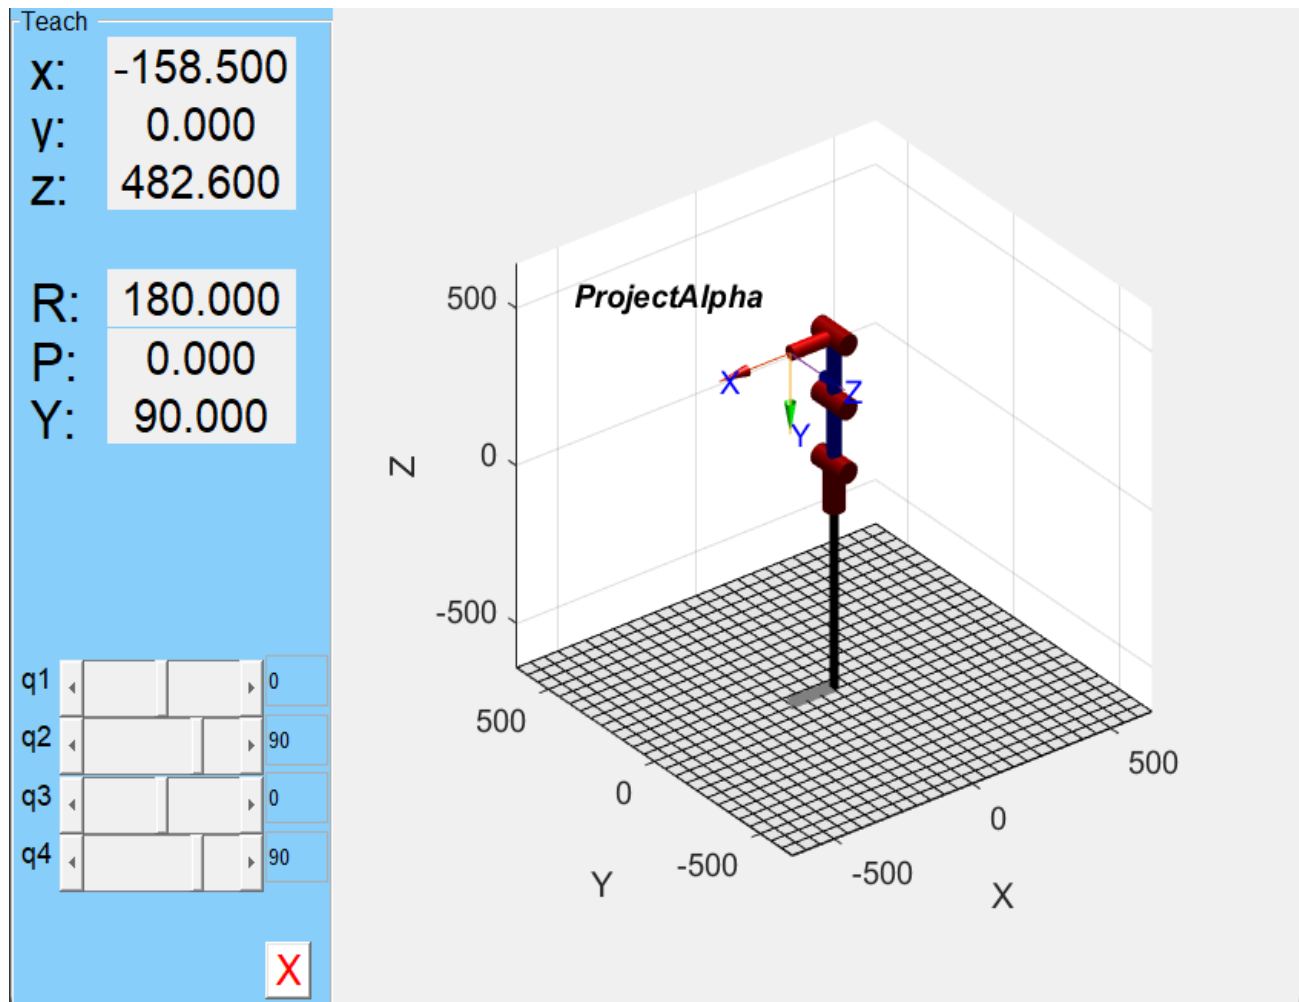 Teach
x: -158.500
y: 0.000
z: 482.600
R: 180.000
P: 0.000
Y: 90.000
q1 0
q2 90
q3 0
q4 90
X
ProjectAlpha
X
Z
Y
Z
500
0
-500
500
0
-500
Y
-500
0
500
X